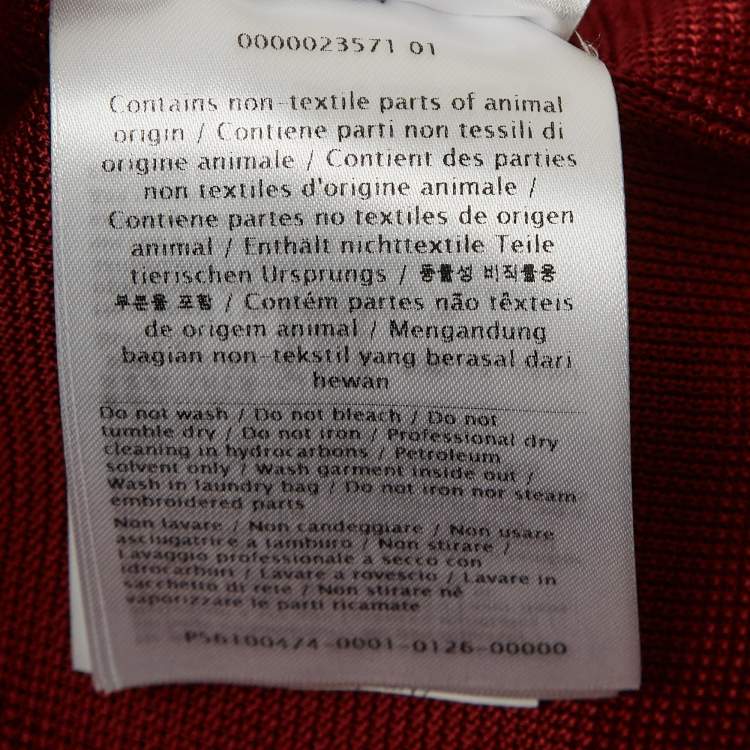 0000023571 01
Contains non-textile parts of animal
origin / Contiene parti non tessili di
origine animale / Contient des parties
non textiles d'origine animale /
Contiene partes no textiles de origen
animal / Enthält nichttextile Teile
tierischen Ursprungs / 동물성 비직물용
부분을 포함 / Contém partes não têxteis
de origem animal / Mengandung
bagian non-tekstil yang berasal dari
hewan
Do not wash / Do not bleach / Do not
tumble dry / Do not iron / Professional dry
cleaning in hydrocarbons / Petroleum
solvent only / Wash garment inside out /
Wash in laundry bag / Do not iron nor steam
embroidered parts
Non lavare / Non candeggiare / Non usare
asciugatrice a tamburo / Non stirare /
Lavaggio professionale a secco con
idrocarburi / Lavare a rovescio / Lavare in
sacchetto di rete / Non stirare né
vaporizzare le parti ricamate
P56100474-0001-0126-00000